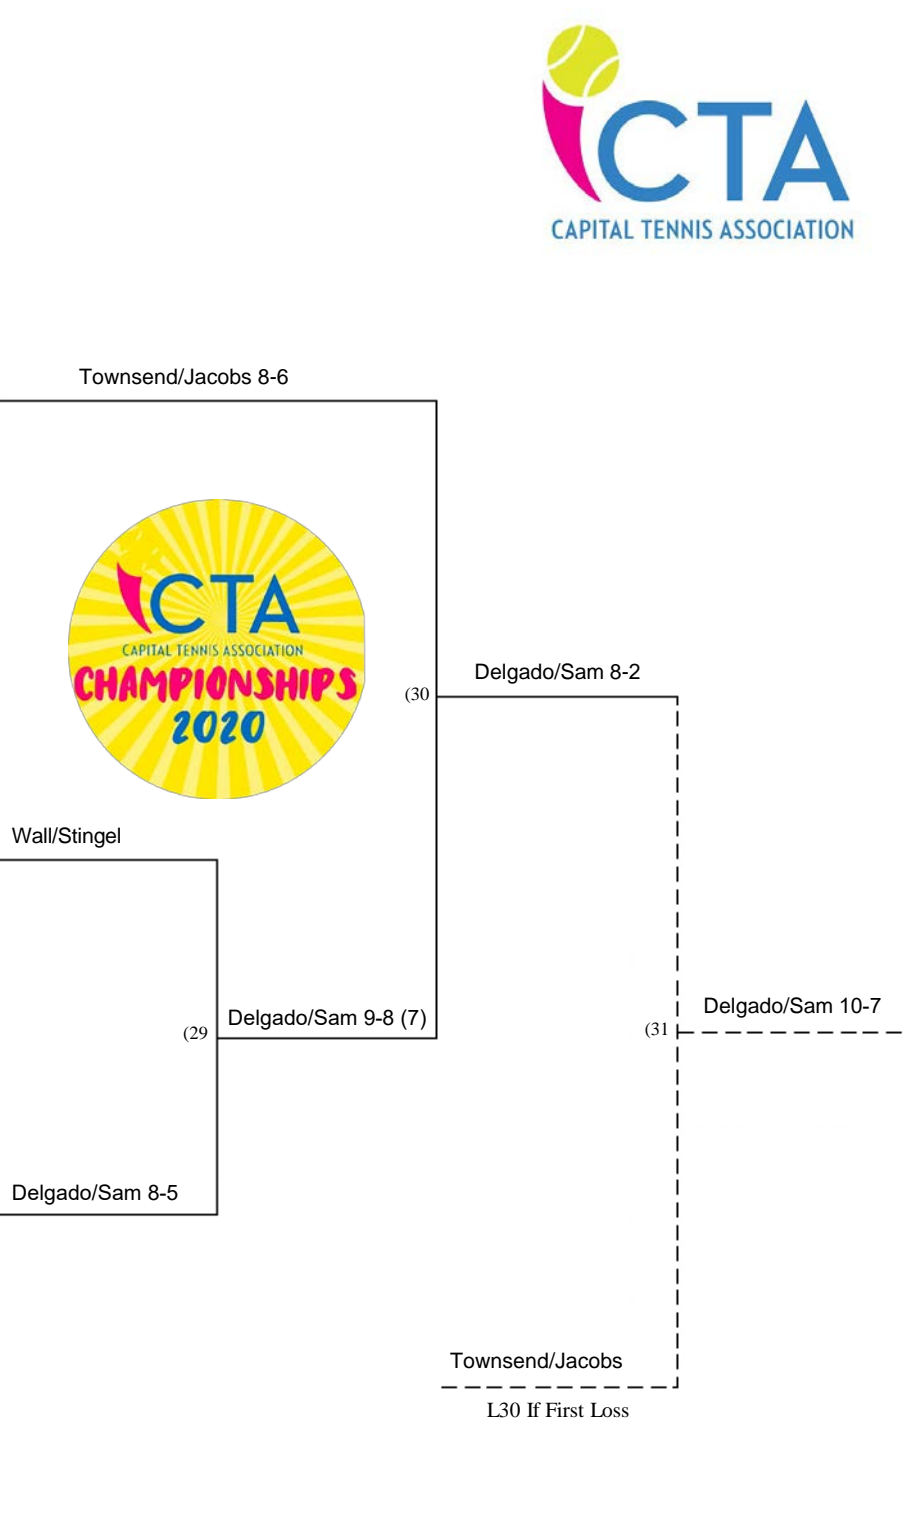 CTA
CAPITAL TENNIS ASSOCIATION
Townsend/Jacobs 8-6
CTA
CAPITAL TENNIS ASSOCIATION
CHAMPIONSHIPS
2020
Delgado/Sam 8-2
(30
Wall/Stingel
Delgado/Sam 10-7
Delgado/Sam 9-8 (7)
(29
(31
Delgado/Sam 8-5
Townsend/Jacobs
L30 If First Loss